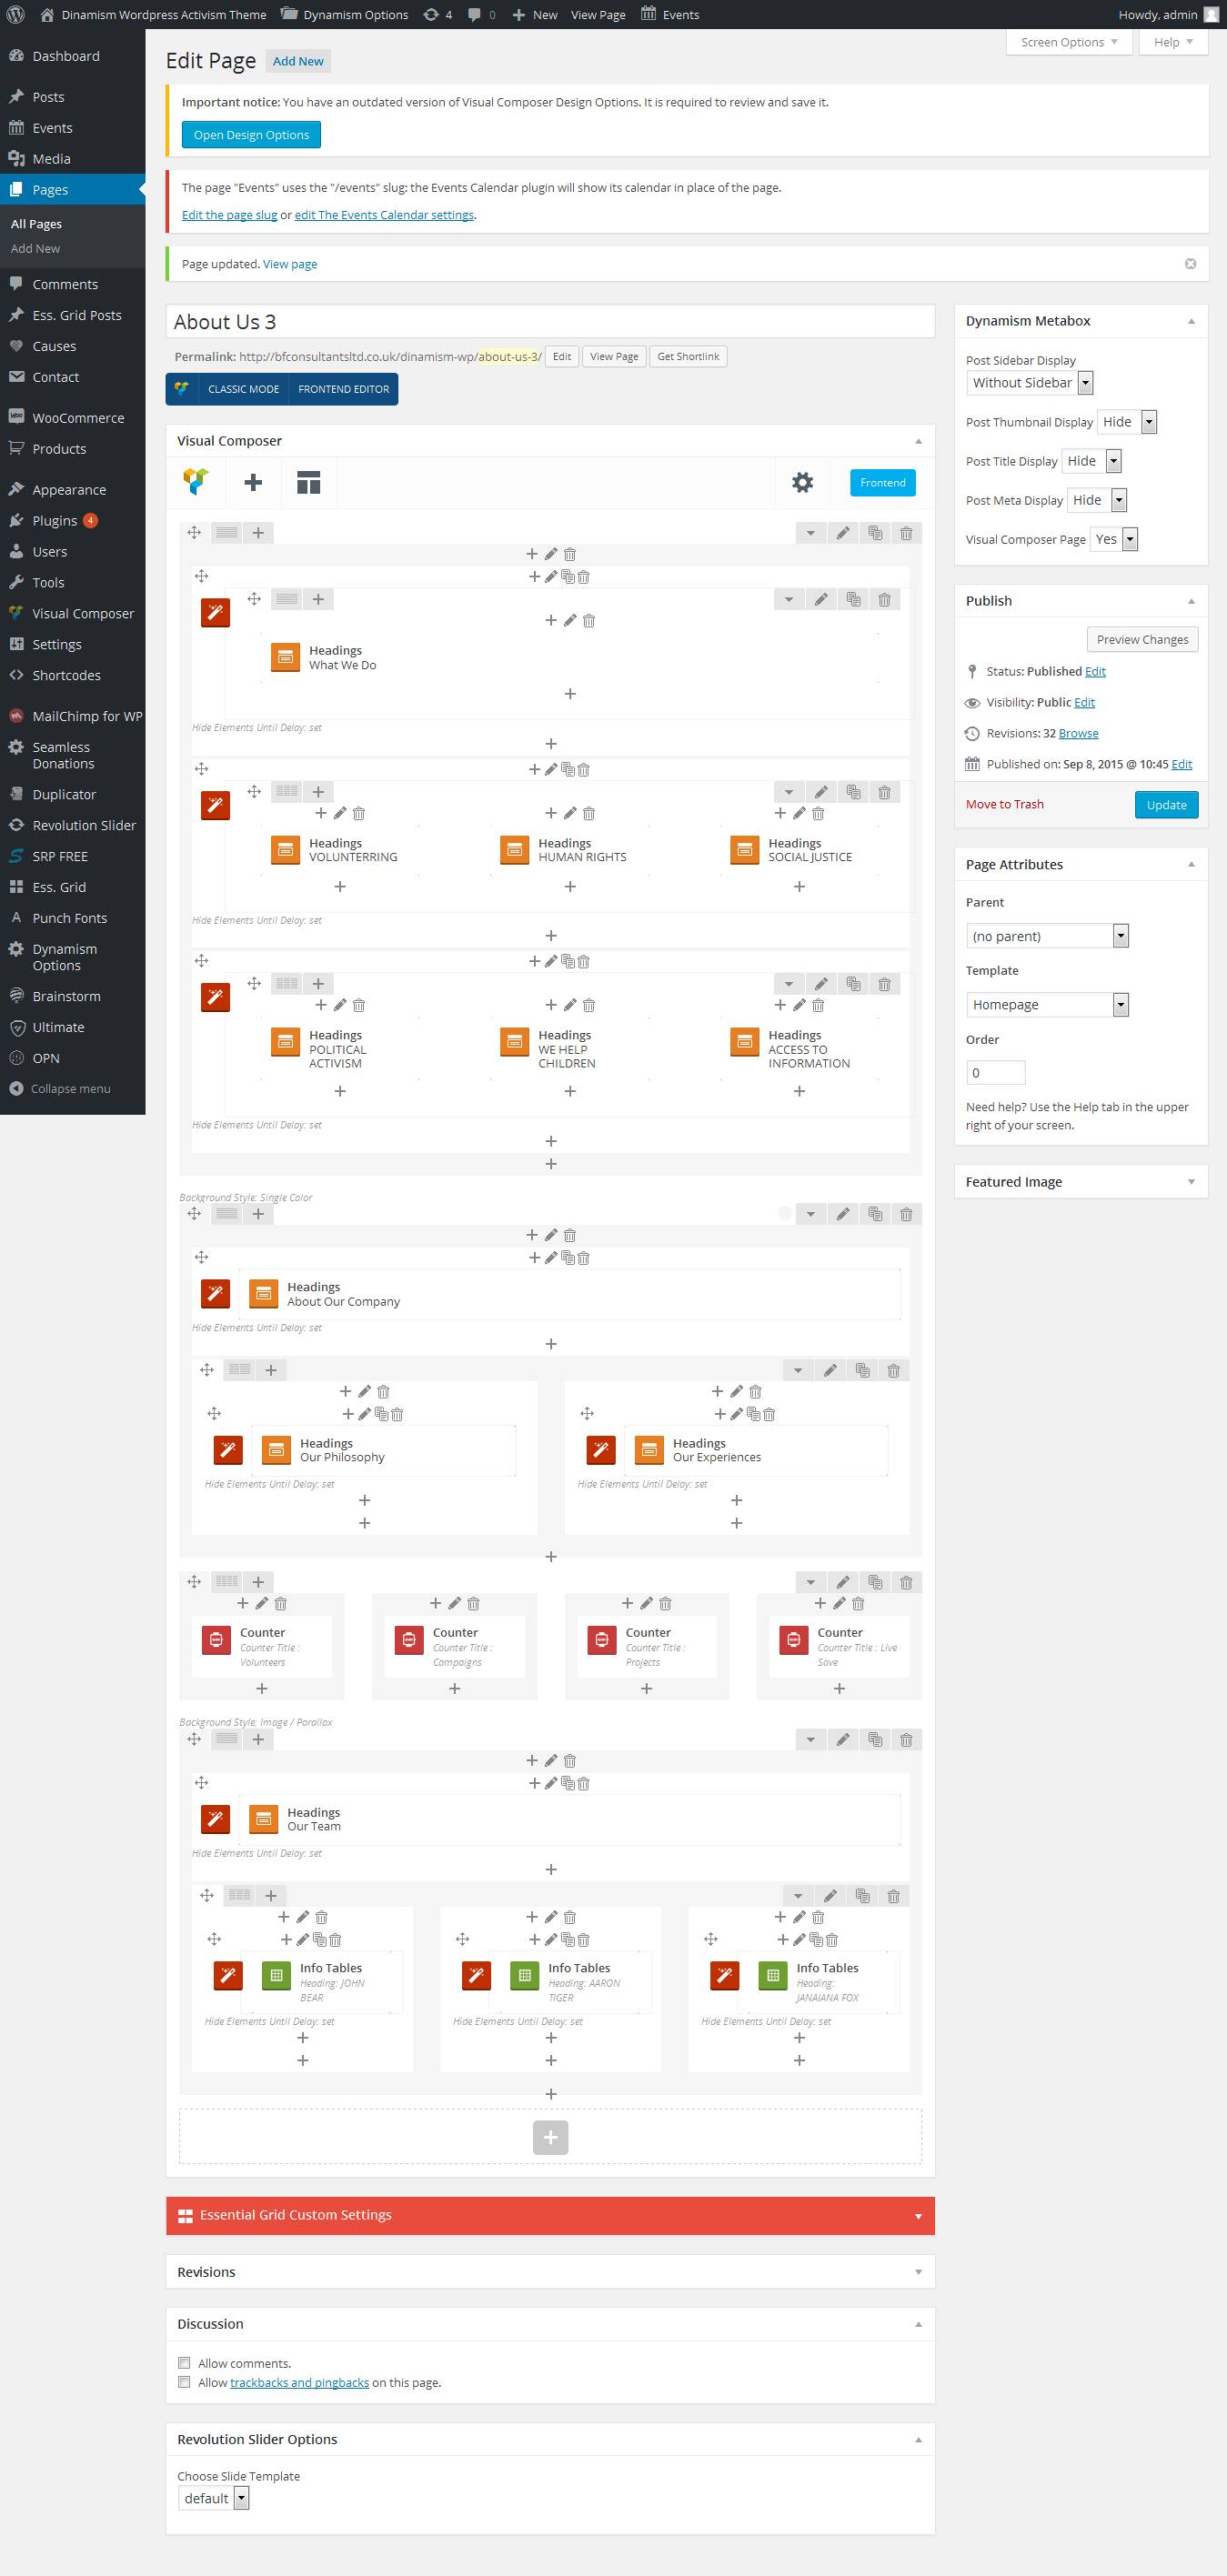 Dinamism Wordpress Activism Theme Dynamism Options 4 0 New View Page Events Howdy, admin
Dashboard
Posts
Events
Media
Pages
All Pages
Add New
Comments
Ess. Grid Posts
Causes
Contact
WooCommerce
Products
Appearance
Plugins 4
Users
Tools
Visual Composer
Settings
Shortcodes
MailChimp for WP
Seamless
Donations
Duplicator
Revolution Slider
SRP FREE
Ess. Grid
Punch Fonts
Dynamism
Options
Brainstorm
Ultimate
OPN
Collapse menu
Screen Options Help
Edit Page Add New
Important notice: You have an outdated version of Visual Composer Design Options. It is required to review and save it.
Open Design Options
The page "Events" uses the "/events" slug: the Events Calendar plugin will show its calendar in place of the page.
Edit the page slug or edit The Events Calendar settings.
Page updated. View page
About Us 3
Permalink: http://bfconsultantsltd.co.uk/dinamism-wp/about-us-3/ Edit View Page Get Shortlink
CLASSIC MODE FRONTEND EDITOR
Visual Composer
Frontend
Headings
What We Do
Hide Elements Until Delay: set
Headings Headings Headings
VOLUNTERRING HUMAN RIGHTS SOCIAL JUSTICE
Hide Elements Until Delay: set
Headings Headings Headings
POLITICAL WE HELP ACCESS TO
ACTIVISM CHILDREN INFORMATION
Hide Elements Until Delay: set
Background Style: Single Color
Headings
About Our Company
Hide Elements Until Delay: set
Headings Headings
Our Philosophy Our Experiences
Hide Elements Until Delay: set Hide Elements Until Delay: set
Counter Counter Counter Counter
Counter Title : Counter Title : Counter Title : Counter Title : Live
Volunteers Campaigns Projects Save
Background Style: Image / Parallax
Headings
Our Team
Hide Elements Until Delay: set
Info Tables Info Tables Info Tables
Heading: JOHN Heading: AARON Heading:
BEAR TIGER JANAIANA FOX
Hide Elements Until Delay: set Hide Elements Until Delay: set Hide Elements Until Delay: set
Essential Grid Custom Settings
Revisions
Discussion
Allow comments.
Allow trackbacks and pingbacks on this page.
Revolution Slider Options
Choose Slide Template
default
Dynamism Metabox
Post Sidebar Display
Without Sidebar
Post Thumbnail Display Hide
Post Title Display Hide
Post Meta Display Hide
Visual Composer Page Yes
Publish
Preview Changes
Status: Published Edit
Visibility: Public Edit
Revisions: 32 Browse
Published on: Sep 8, 2015 @ 10:45 Edit
Move to Trash Update
Page Attributes
Parent
(no parent)
Template
Homepage
Order
0
Need help? Use the Help tab in the upper
right of your screen.
Featured Image